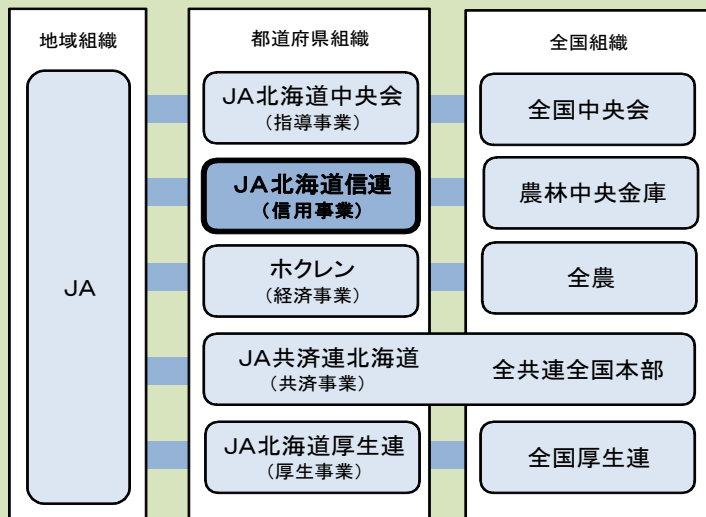 地域組織
都道府県組織
全国組織
JA
JA北海道中央会
(指導事業)
全国中央会
JA北海道信連
(信用事業)
農林中央金庫
ホクレン
(経済事業)
全農
JA共済連北海道
(共済事業)
全共連全国本部
JA北海道厚生連
(厚生事業)
全国厚生連